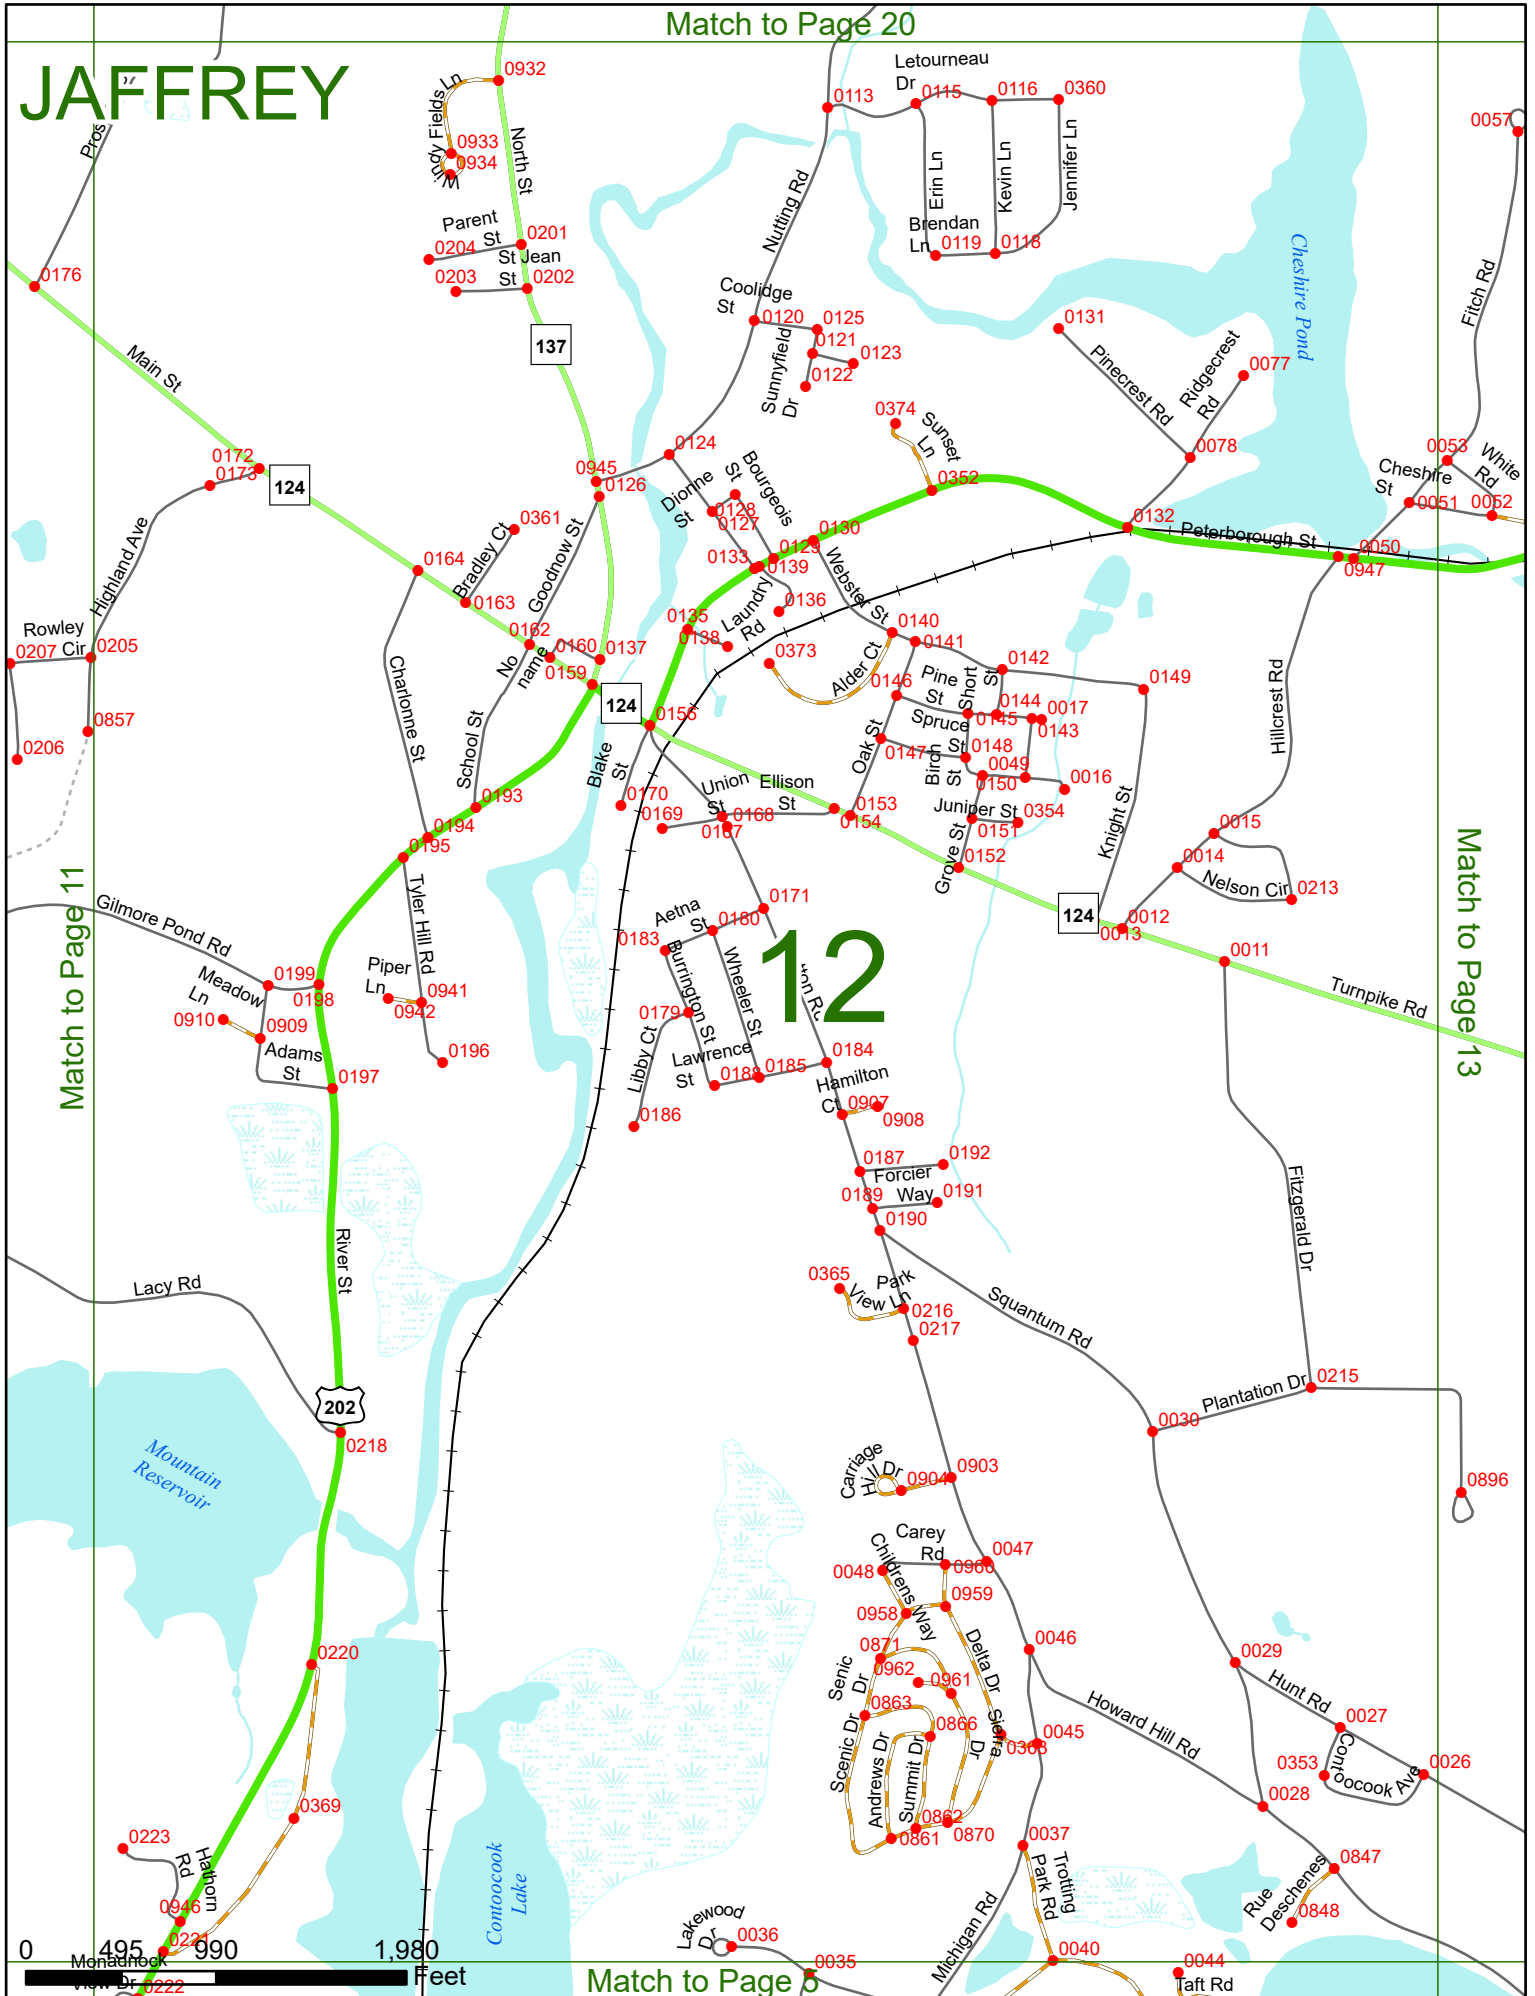 Match to Page 20
JAFFREY
Letourneau
Dr
0932
0113
0115
0116
0360
0057
Pros
Windy Fields Ln
0933
0934
North St
Erin Ln
Kevin Ln
Jennifer Ln
Nutting Rd
Parent
St
0201
0204
Brendan
Ln
0119
0118
St Jean
St
0202
0203
0176
Cheshire Pond
Fitch Rd
Coolidge
St
0120
0125
0131
137
0121
0123
0122
Sunnyfield
Dr
Main St
Pinecrest Rd
Ridgecrest
Rd
0077
0374
Sunset
Ln
0124
0078
0053
0172
0173
124
0945
0126
Dionne
St
Bourgeois
St
0128
0127
0352
Cheshire
St
White
Rd
0051
0052
0361
Bradley Ct
Goodnow St
0130
0132
Peterborough St
0050
0947
0129
0133
0139
Highland Ave
0164
0163
Webster St
Laundry
Rd
0136
0135
0138
0140
0141
Rowley
Cir
0207
0205
0162
0160
0137
No
name
0159
0373
Alder Ct
0142
0149
0146
Pine
St
Short
St
Hillcrest Rd
124
0156
0144
0017
0145
0143
Spruce
St
0857
0206
Charlonne St
School St
Blake
St
Oak St
0147
Birch
St
0148
0049
0150
0016
Union
St
Ellison
St
0170
0169
0168
0167
0153
0154
Juniper St
0354
0151
Knight St
0193
0194
0195
0015
0014
Grove St
0152
Nelson Cir
0213
Tyler Hill Rd
Match to Page 11
Match to Page 13
Gilmore Pond Rd
Aetna
St
0171
0180
0183
124
0012
0013
12
0011
Burrington St
Wheeler St
Turnpike Rd
Meadow
Ln
0199
0198
Piper
Ln
0941
0942
0910
0909
0179
Adams
St
0196
Libby Ct
Lawrence
St
0184
0185
0188
Hamilton
Ct
0197
0907
0908
0186
0187
0192
Forcier
Way
0189
0191
0190
Fitzgerald Dr
River St
Lacy Rd
0365
Park
View Ln
0216
0217
Squantum Rd
202
0215
Plantation Dr
0030
0218
Mountain
Reservoir
Carriage
Hill Dr
0904
0903
0896
Carey
Rd
0047
0960
0048
Childrens Way
0959
0958
0046
0871
0962
0961
0029
0220
Senic
Dr
Delta Dr
Hunt Rd
0863
0866
Sierra
Dr
0363
0045
Howard Hill Rd
0027
Scenic Dr
Andrews Dr
Summit Dr
0353
Contoocook Ave
0026
0369
0862
0861
0870
0028
0223
Hathorn
Rd
0037
Contoocook
Lake
Trotting
Park Rd
0847
Rue
Deschenes
0848
0946
0221
Lakewood
Dr
0036
Michigan Rd
0040
0044
0
495
990
1,980
Feet
Monadnock
View Dr
0222
0035
Match to Page 5
Taft Rd